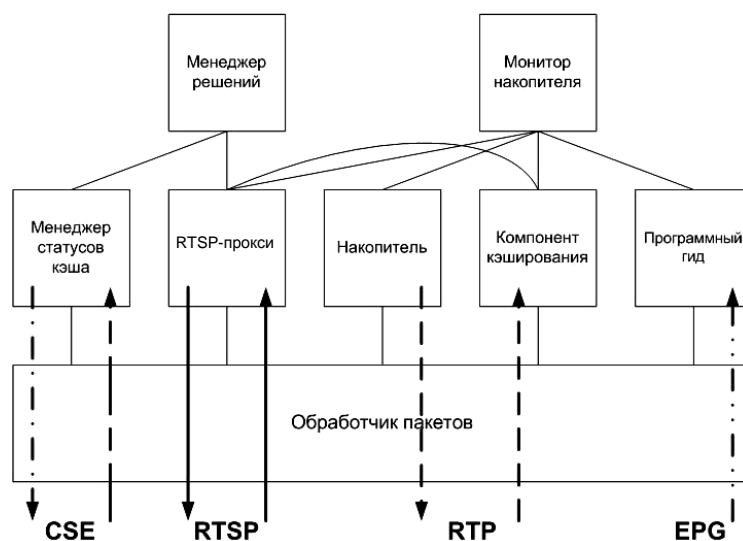 Менеджер
решений
Монитор
накопителя
Менеджер
статусов
кэша
RTSP-прокси
Накопитель
Компонент
кэширования
Программный
гид
Обработчик пакетов
CSE
RTSP
RTP
EPG